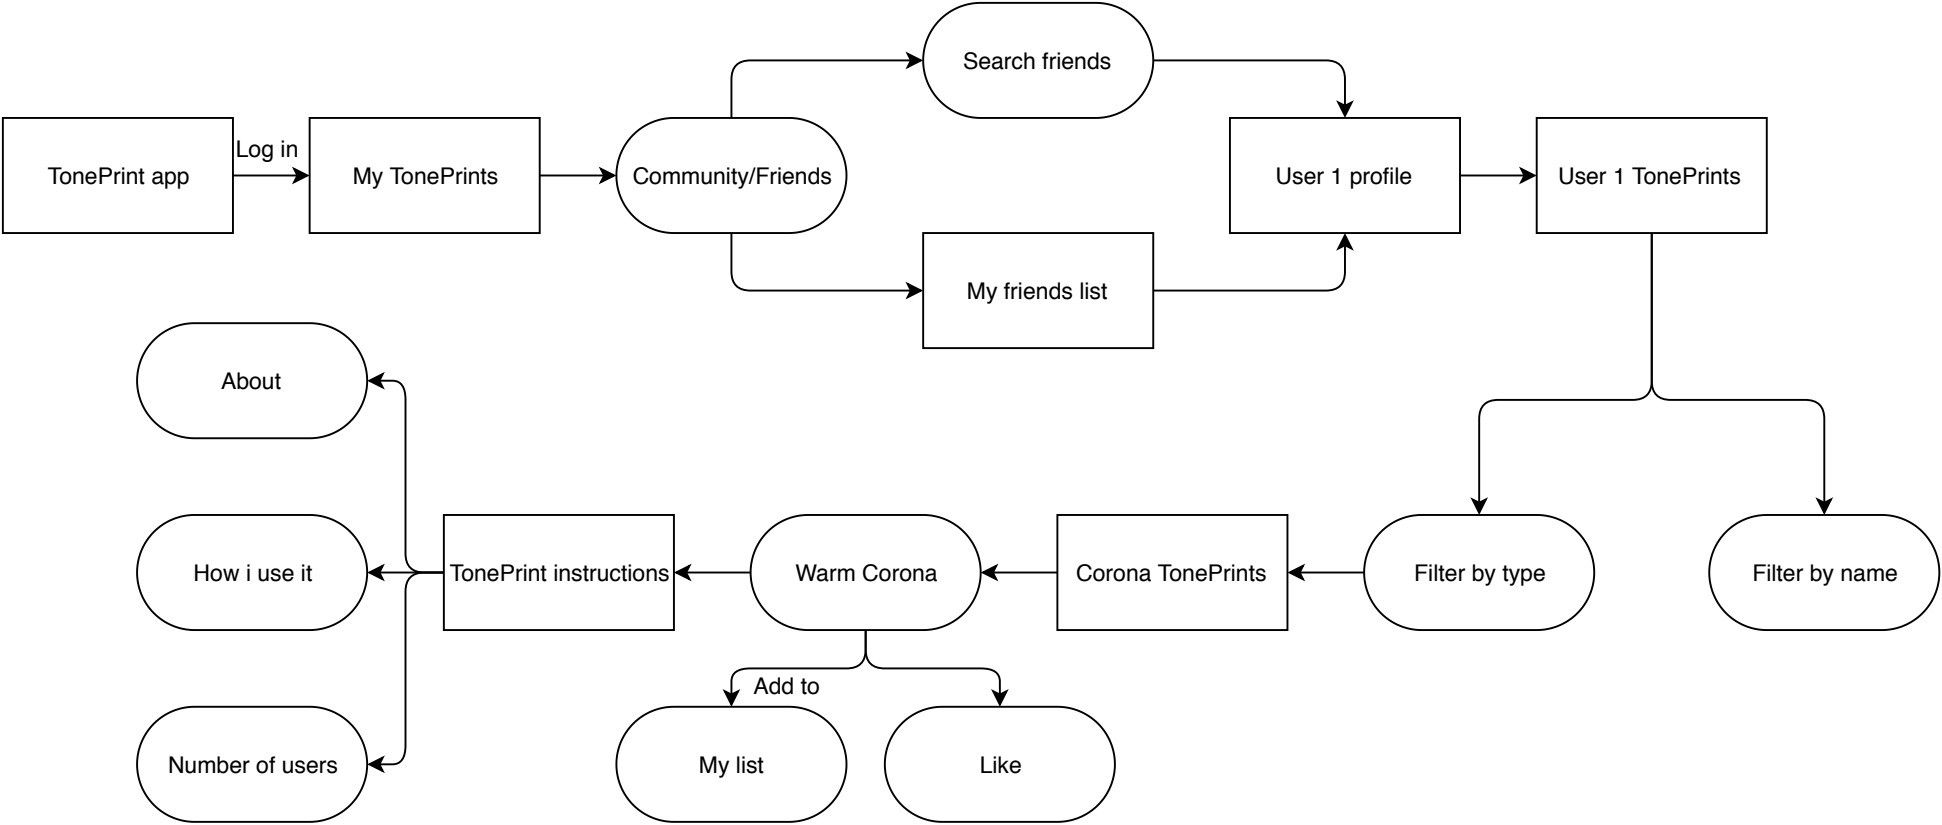 Search friends
Log in
TonePrint app
My TonePrints
Community/Friends
User 1 profile
User 1 TonePrints
My friends list
About
How i use it
TonePrint instructions
Warm Corona
Corona TonePrints
Filter by type
Filter by name
Add to
Number of users
My list
Like